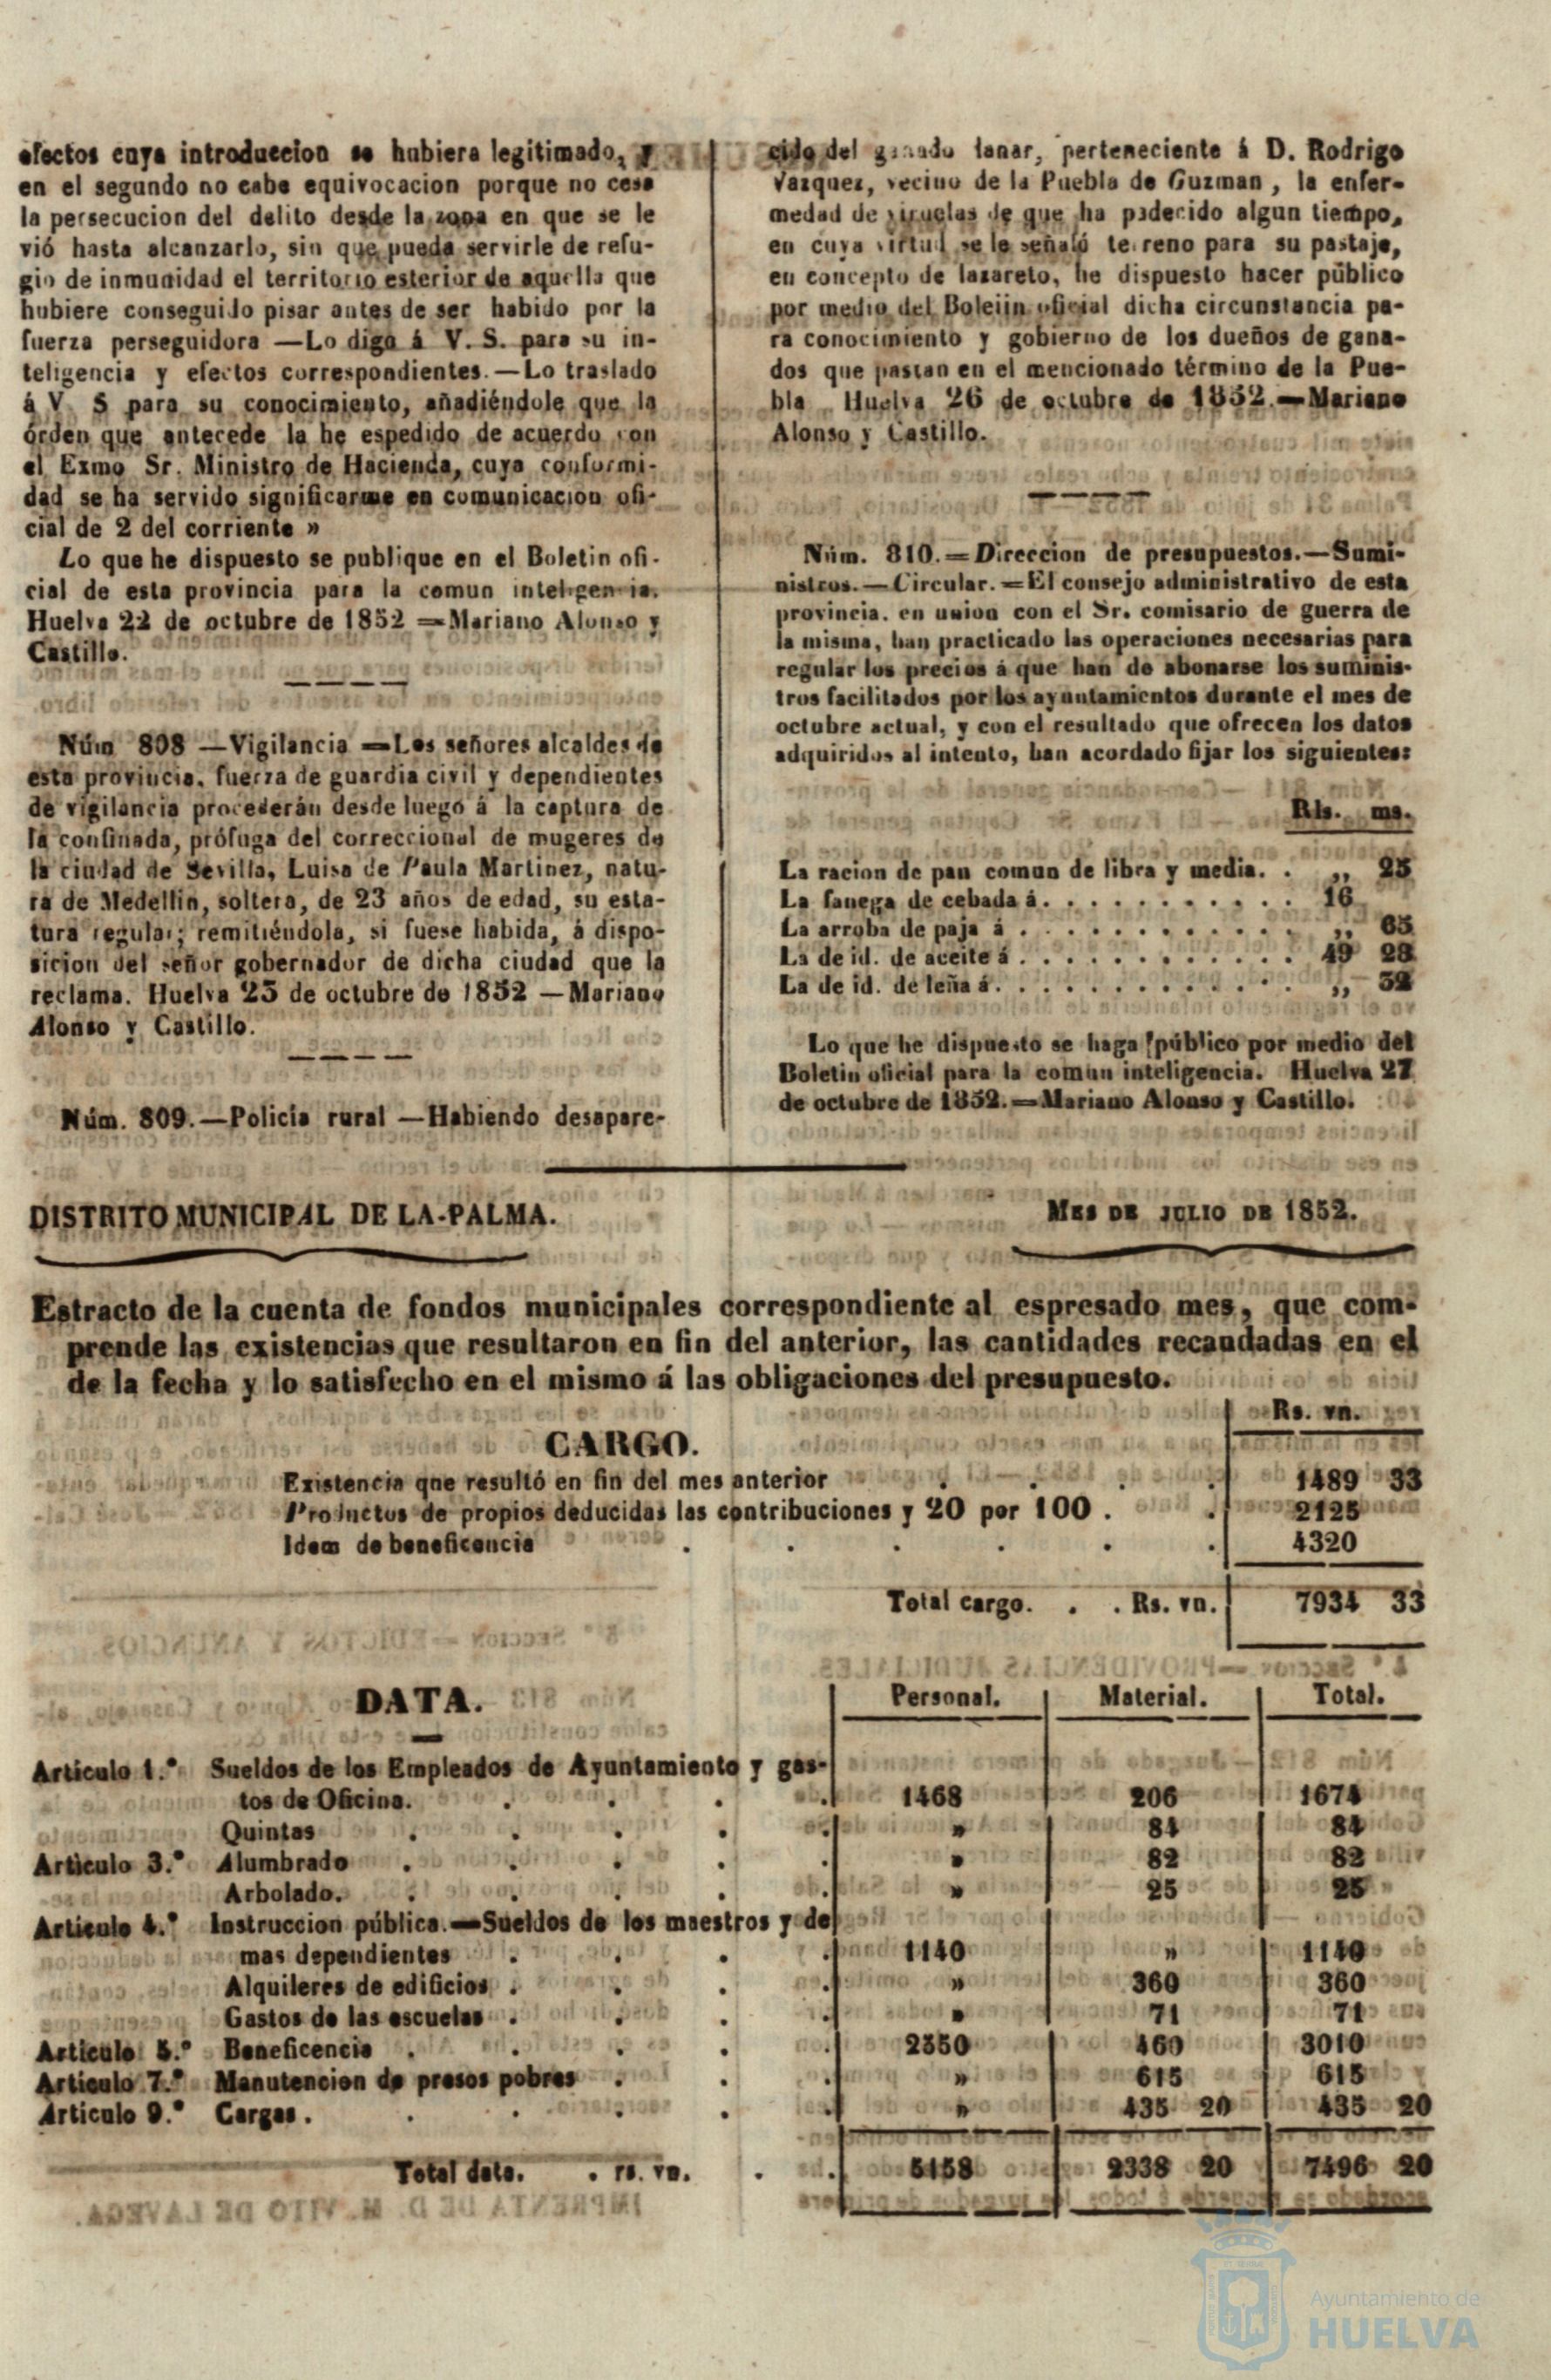 efectos cuya introduccion se hubiera legitimado, y
en el segundo no cabe equivocacion porque no cesa
la persecucion del delito desde la zona en que se le
vió hasta alcanzarlo, sin que pueda servirle de refu-
gio de inmunidad el territorio esterior de aquella que
hubiere conseguido pisar antes de ser habido por la
fuerza perseguidora —Lo digo á V. S. para su in-
teligencia y efectos correspondientes.—Lo traslado
á V S para su conocimiento, añadiéndole que la
órden que antecede la he espedido de acuerdo con
el Exmo Sr. Ministro de Hacienda, cuya conformi-
dad se ha servido significarme en comunicacion ofi-
cial de 2 del corriente »
Lo que he dispuesto se publique en el Boletin ofi-
cial de esta provincia para la comun inteligencia.
Huelva 22 de octubre de 1852 =Mariano Alonso y
Castillo.
Núm 808 —Vigilancia =Los señores alcaldes de
esta provincia, fuerza de guardia civil y dependientes
de vigilancia procederán desde luego á la captura de
la confinada, prófuga del correccional de mugeres de
la ciudad de Sevilla, Luisa de Paula Martinez, natu-
ra de Medellin, soltera, de 23 años de edad, su esta-
tura regular; remitiéndola, si fuese habida, á dispo-
sicion del señor gobernador de dicha ciudad que la
reclama. Huelva 25 de octubre de 1852 —Mariano
Alonso y Castillo.
Núm. 809.—Policía rural —Habiendo desapare-
cido del ganado lanar, perteneciente á D. Rodrigo
Vazquez, vecino de la Puebla de Guzman, la enfer-
medad de viruelas de que ha padecido algun tiempo,
en cuya virtud se le señaló terreno para su pastaje,
en concepto de lazareto, he dispuesto hacer público
por medio del Boletin oficial dicha circunstancia pa-
ra conocimiento y gobierno de los dueños de gana-
dos que pastan en el mencionado término de la Pue-
bla Huelva 26 de octubre de 1852.—Mariano
Alonso y Castillo.
Núm. 810.=Direccion de presupuestos.—Sumi-
nistros.—Circular.=El consejo administrativo de esta
provincia. en union con el Sr. comisario de guerra de
la misma, han practicado las operaciones necesarias para
regular los precios á que han de abonarse los suminis-
tros facilitados por los ayuntamientos durante el mes de
octubre actual, y con el resultado que ofrecen los datos
adquiridos al intento, han acordado fijar los siguientes:
Rls. ms.
La racion de pan comun de libra y media. . ,, 25
La fanega de cebada á. . . . . . . . . . . 16
La arroba de paja á . . . . . . . . . . . ,, 65
La de id. de aceite á . . . . . . . . . . . 49 28
La de id. de leña á. . . . . . . . . . . . ,, 32
Lo que he dispuesto se haga público por medio del
Boletin oficial para la comun inteligencia. Huelva 27
de octubre de 1852.=Mariano Alonso y Castillo.
DISTRITO MUNICIPAL DE LA-PALMA. MES DE JULIO DE 1852.
Estracto de la cuenta de fondos municipales correspondiente al espresado mes, que com-
prende las existencias que resultaron en fin del anterior, las cantidades recaudadas en el
de la fecha y lo satisfecho en el mismo á las obligaciones del presupuesto.
Rs. vn.
CARGO.
Existencia que resultó en fin del mes anterior . . . . 1489 33
Productos de propios deducidas las contribuciones y 20 por 100 . . 2125
Idem de beneficencia . . . . . . 4320
Total cargo. . . Rs. vn. 7934 33
DATA. Personal. Material. Total.
Articulo 1.º Sueldos de los Empleados de Ayuntamiento y gas-
tos de Oficina. . . . . 1468 206 1674
Quintas . . . . . » 84 84
Articulo 3.º Alumbrado . . . . . » 82 82
Arbolado. . . . . . » 25 25
Articulo 4.º Instruccion pública.—Sueldos de los maestros y de
mas dependientes . . . . 1140 » 1140
Alquileres de edificios . . . . » 360 360
Gastos de las escuelas . . . . » 71 71
Articulo 5.º Beneficencia . . . . . 2550 460 3010
Articulo 7.º Manutencion de presos pobres . . . » 615 615
Articulo 9.º Cargas . . . . . . » 435 20 435 20
Total data. . rs. vn. . . 5158 2338 20 7496 20
Ayuntamiento de
HUELVA